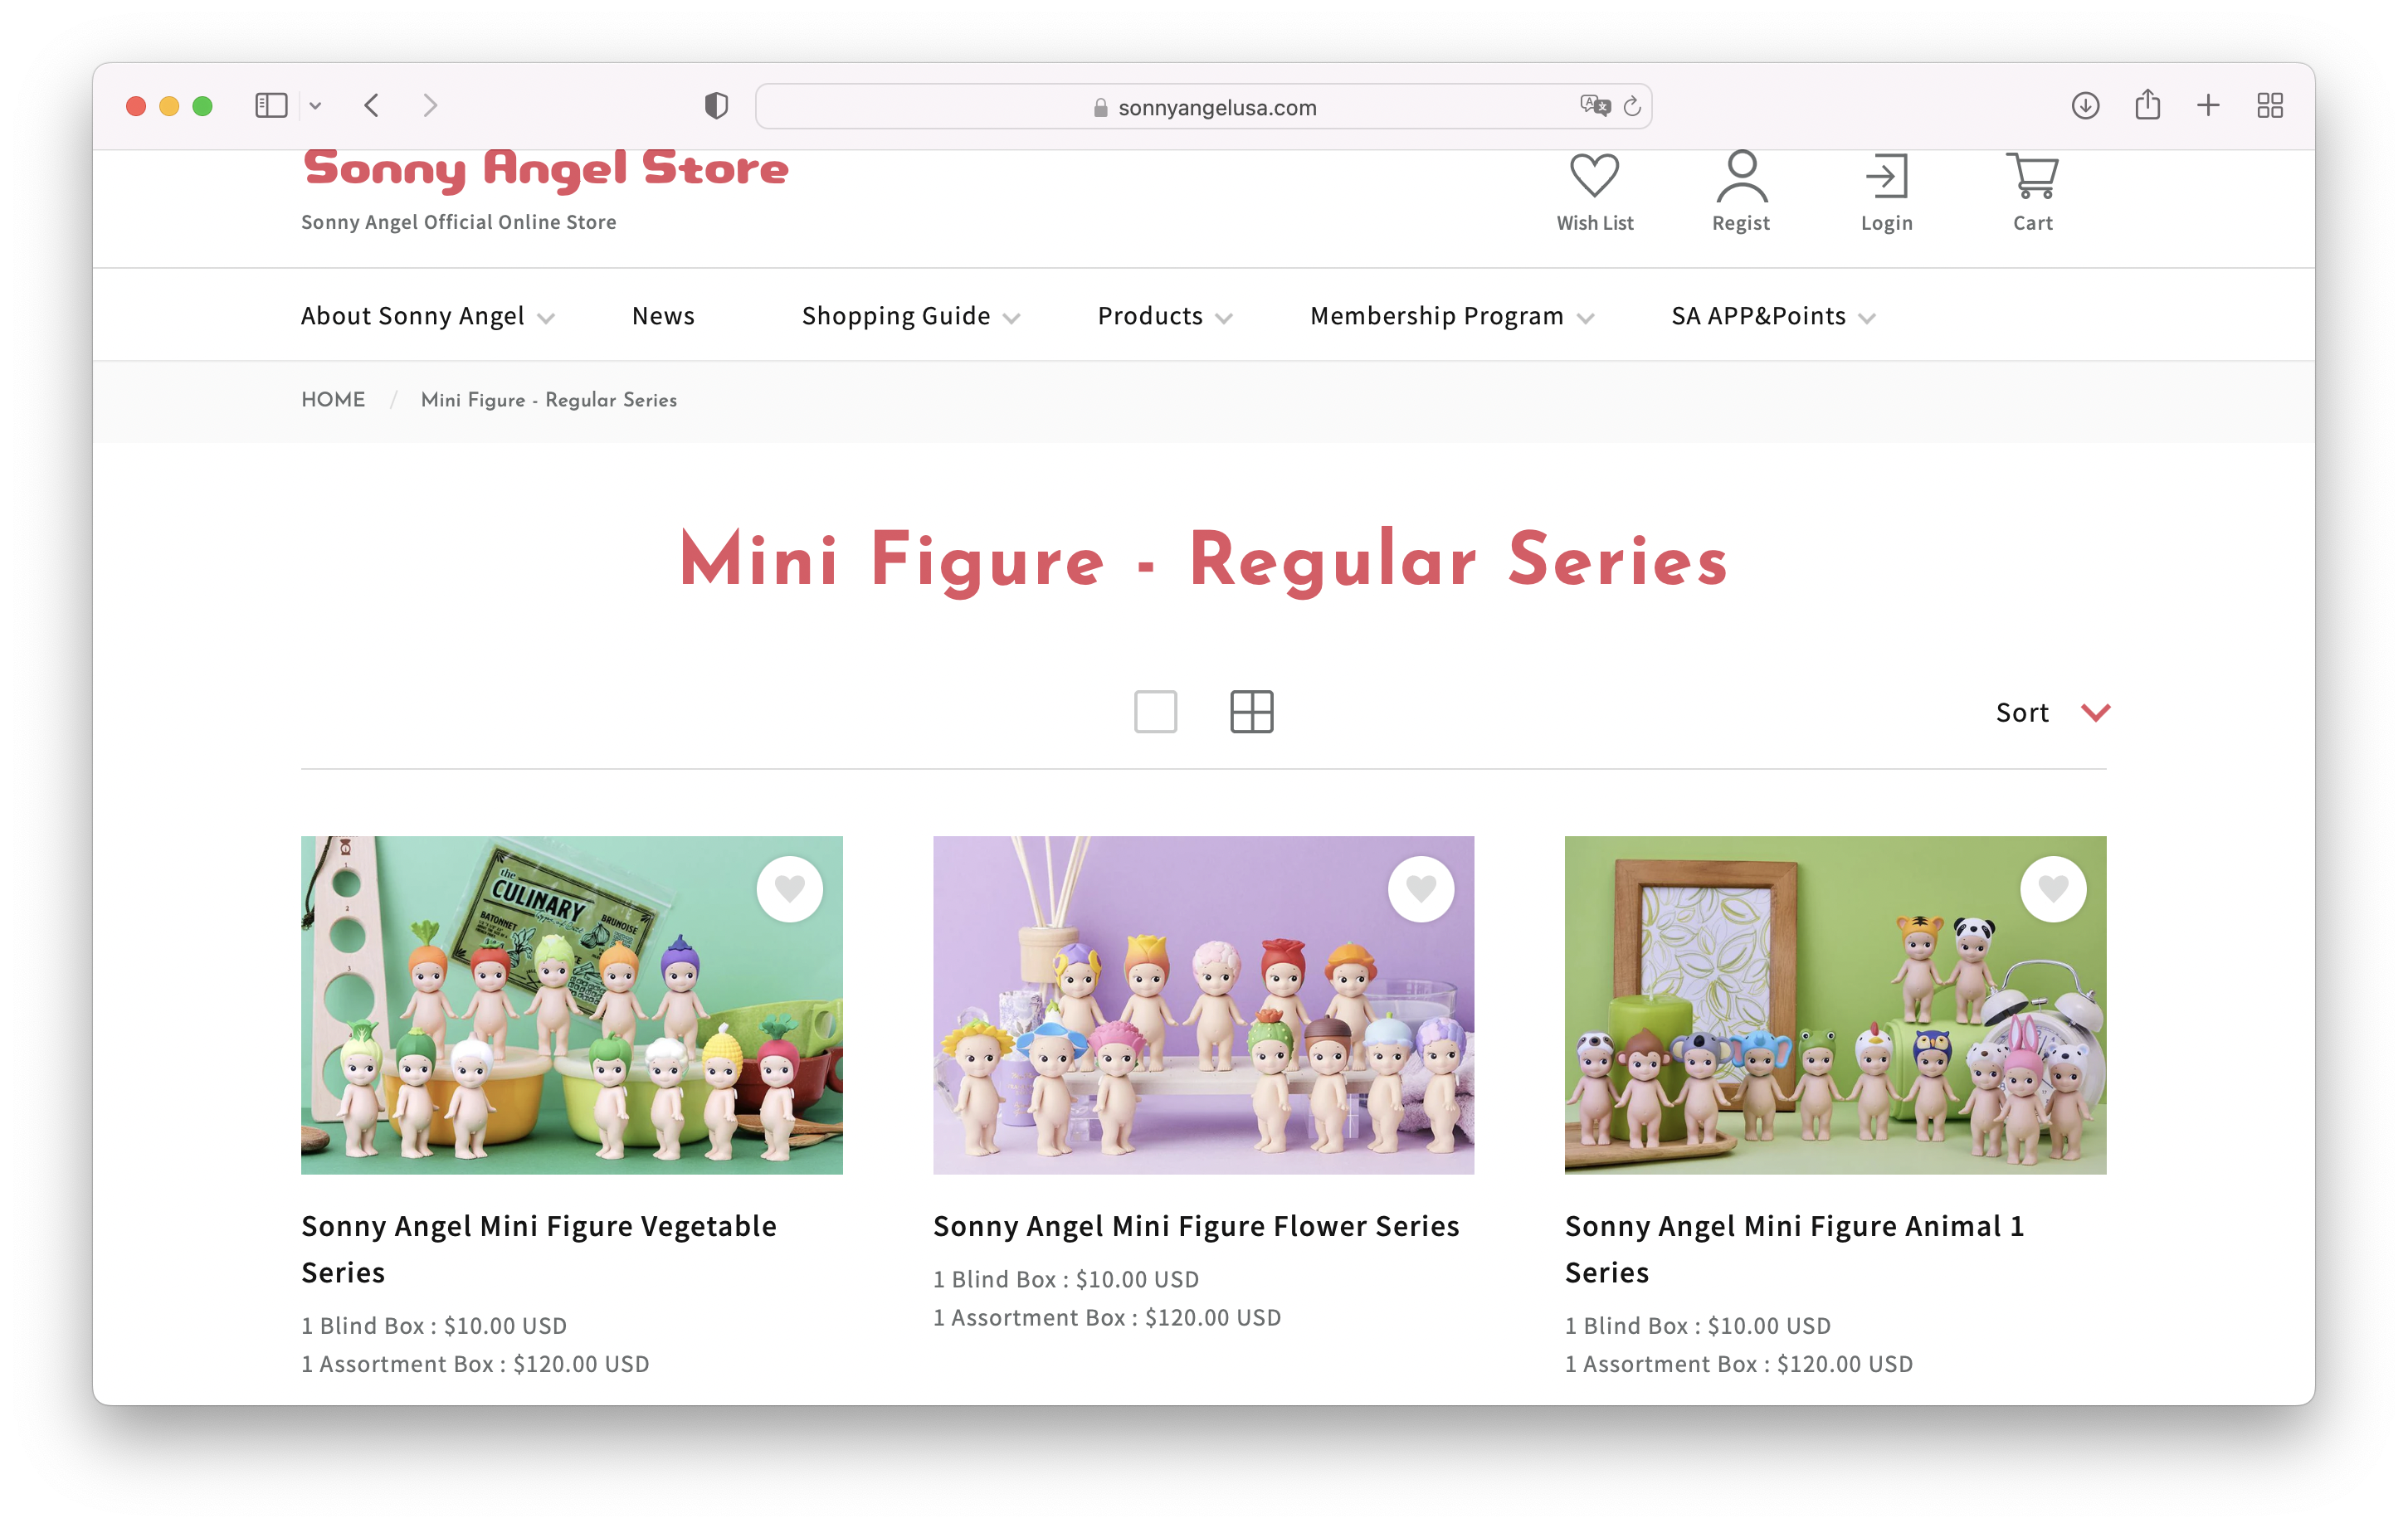 sonnyangelusa.com
Sonny Angel Store
Sonny Angel Official Online Store
Wish List
Regist
Login
Cart
About Sonny Angel
News
Shopping Guide
Products
Membership Program
SA APP&Points
HOME / Mini Figure - Regular Series
Mini Figure - Regular Series
Sort
the
CULINARY
BATONNET
BRUNOISE
1
2
3
Sonny Angel Mini Figure Vegetable
Series
1 Blind Box : $10.00 USD
1 Assortment Box : $120.00 USD
Sonny Angel Mini Figure Flower Series
1 Blind Box : $10.00 USD
1 Assortment Box : $120.00 USD
Sonny Angel Mini Figure Animal 1
Series
1 Blind Box : $10.00 USD
1 Assortment Box : $120.00 USD